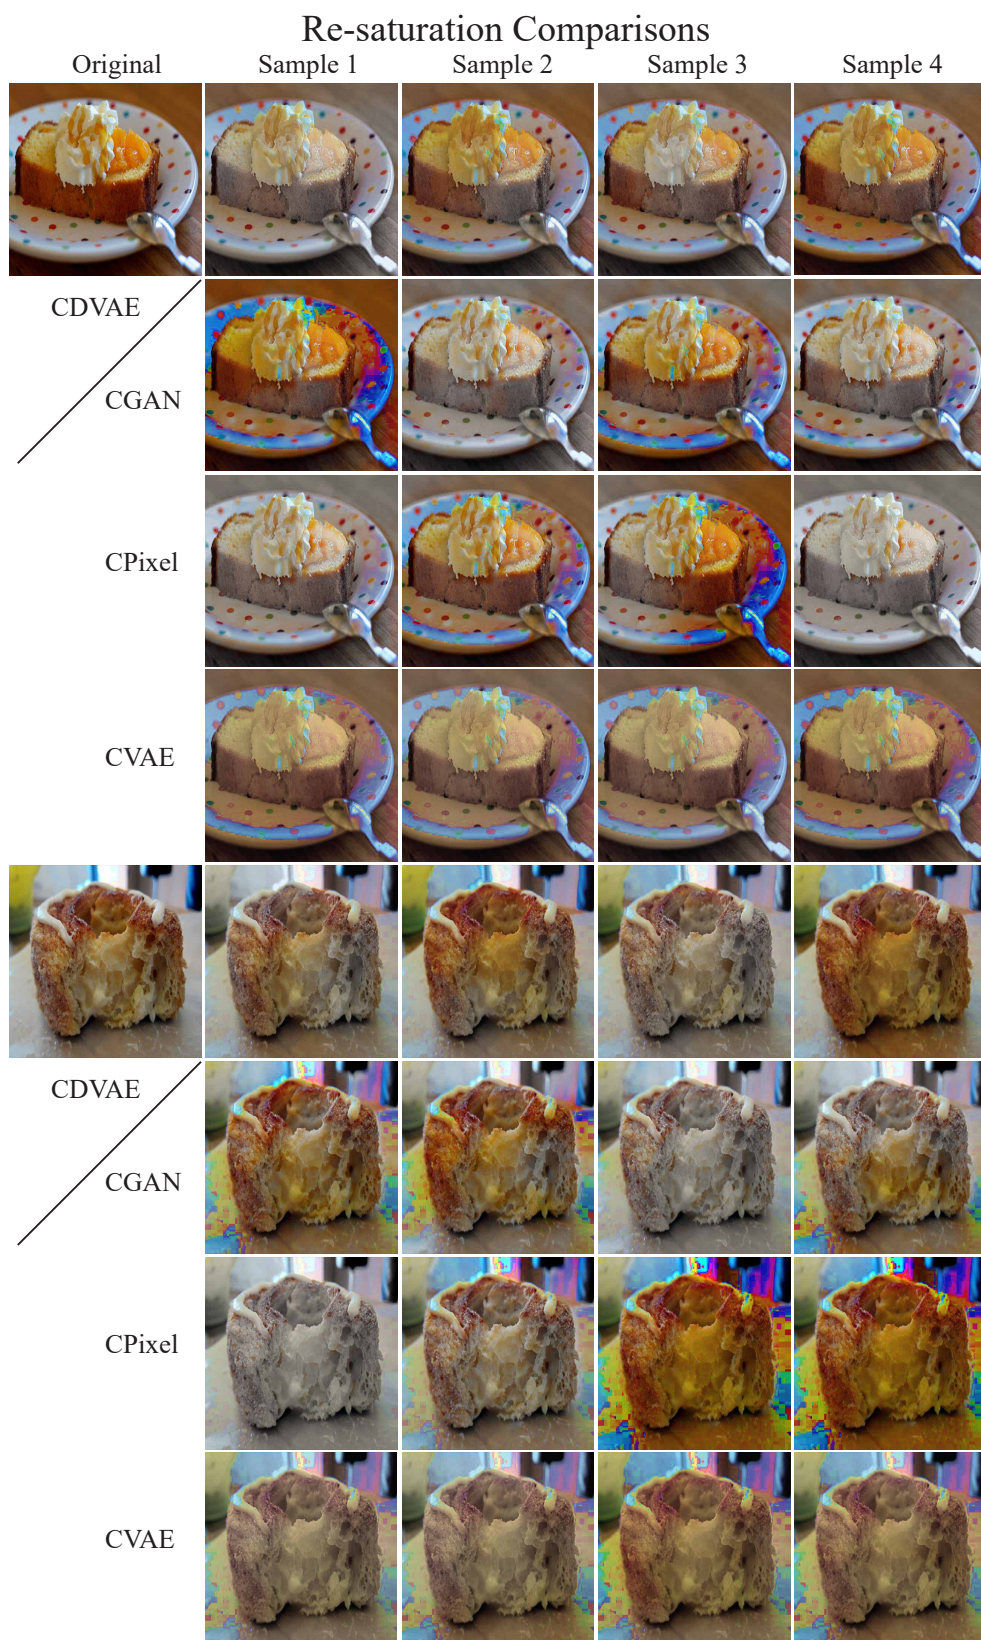 Re-saturation Comparisons
Original Sample 1 Sample 2 Sample 3 Sample 4
CDVAE
CGAN
CPixel
CVAE
CDVAE
CGAN
CPixel
CVAE